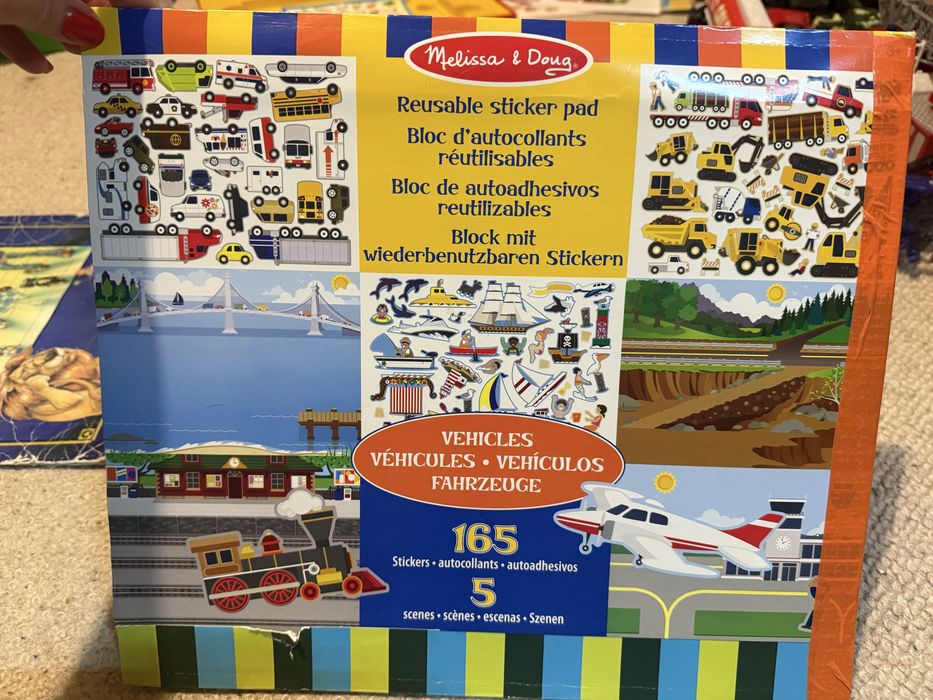 Melissa & Doug
Reusable sticker pad
Bloc d'autocollants
réutilisables
Bloc de autoadhesivos
reutilizables
Block mit
wiederbenutzbaren Stickern
VEHICLES
VÉHICULES • VEHÍCULOS
FAHRZEUGE
165
Stickers • autocollants • autoadhesivos
5
scenes • scènes • escenas • Szenen